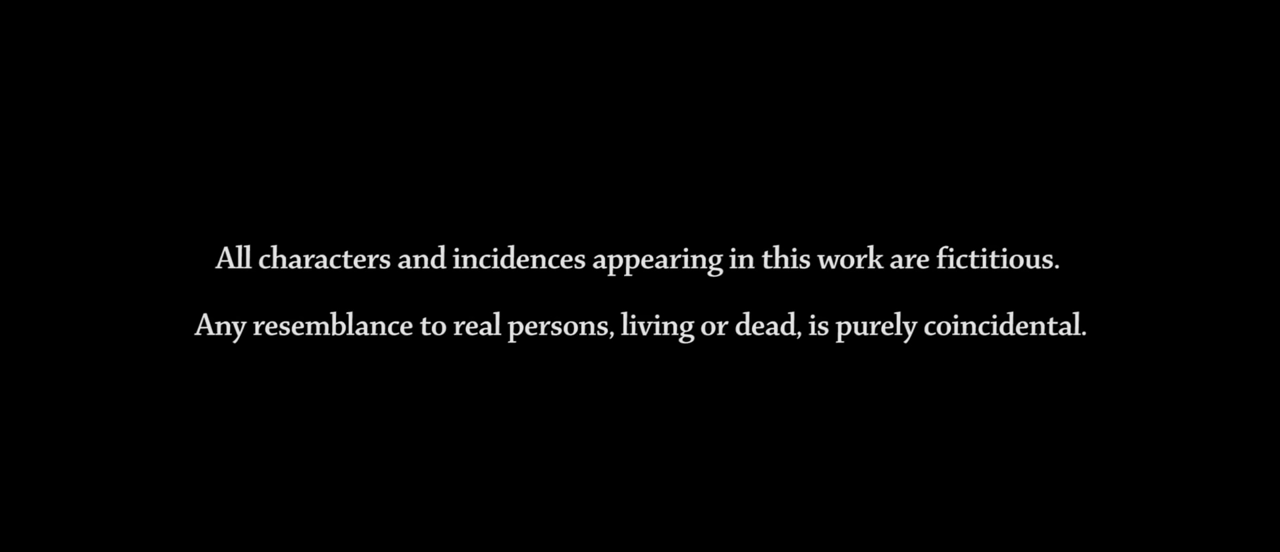 All characters and incidences appearing in this work are fictitious.
Any resemblance to real persons, living or dead, is purely coincidental.